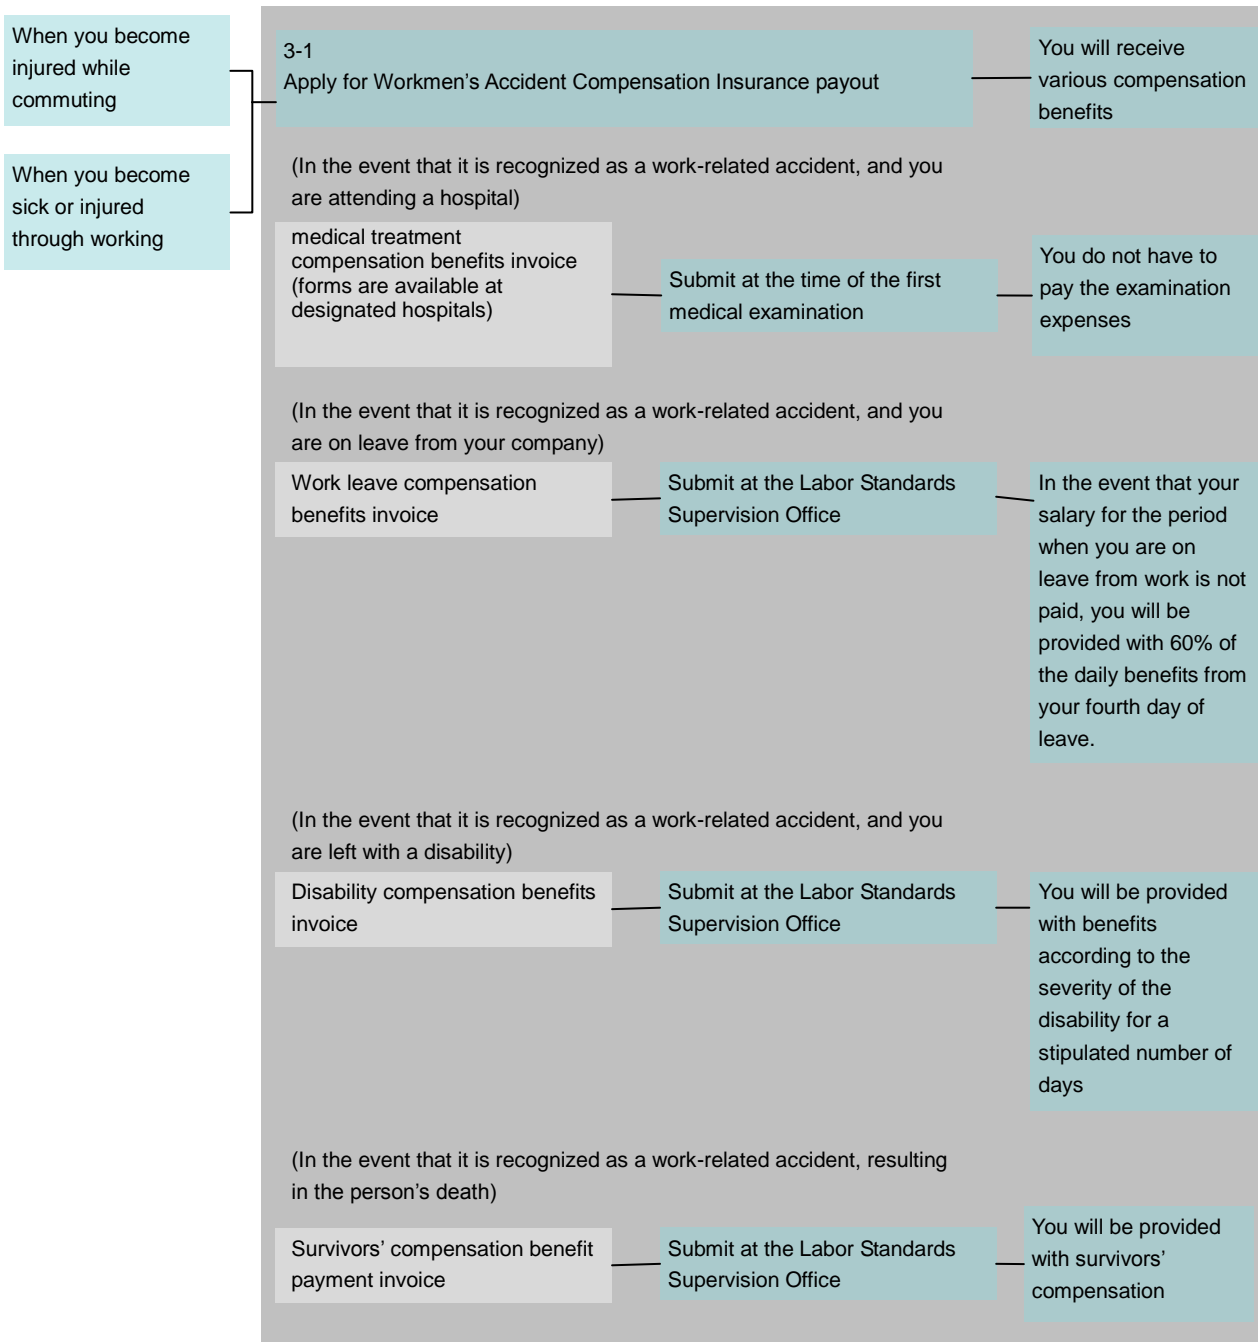 When you become
injured while
commuting
When you become
sick or injured
through working
3-1
Apply for Workmen’s Accident Compensation Insurance payout
You will receive
various compensation
benefits
(In the event that it is recognized as a work-related accident, and you
are attending a hospital)
medical treatment
compensation benefits invoice
(forms are available at
designated hospitals)
Submit at the time of the first
medical examination
You do not have to
pay the examination
expenses
(In the event that it is recognized as a work-related accident, and you
are on leave from your company)
Work leave compensation
benefits invoice
Submit at the Labor Standards
Supervision Office
In the event that your
salary for the period
when you are on
leave from work is not
paid, you will be
provided with 60% of
the daily benefits from
your fourth day of
leave.
(In the event that it is recognized as a work-related accident, and you
are left with a disability)
Disability compensation benefits
invoice
Submit at the Labor Standards
Supervision Office
You will be provided
with benefits
according to the
severity of the
disability for a
stipulated number of
days
(In the event that it is recognized as a work-related accident, resulting
in the person’s death)
Survivors’ compensation benefit
payment invoice
Submit at the Labor Standards
Supervision Office
You will be provided
with survivors’
compensation